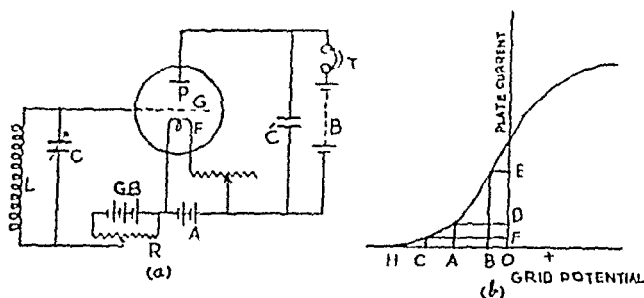 P
G
F
T
L
C
Ć
B
GB
A
R
(a)
PLATE CURRENT
E
D
F
H C A B O +
GRID POTENTIAL
(b)